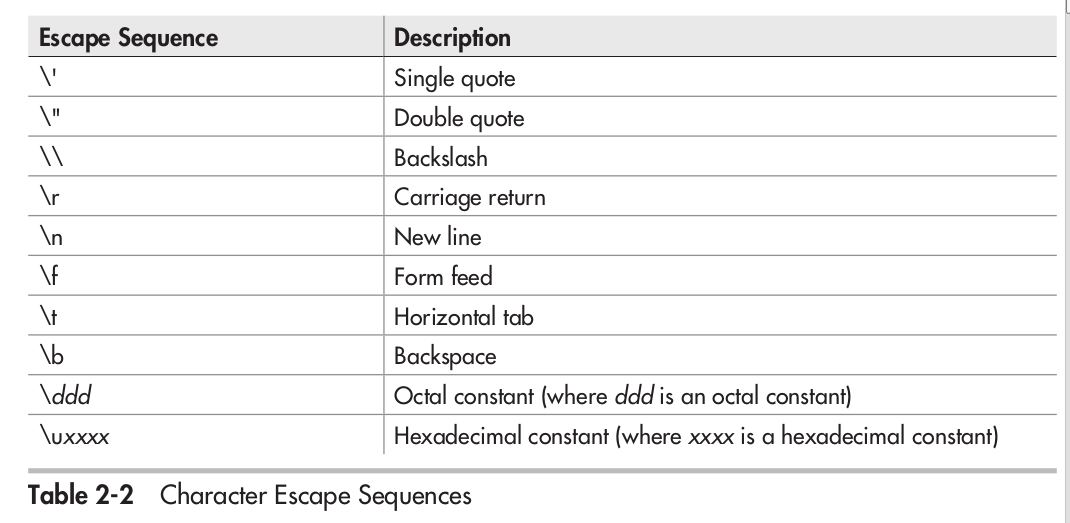 Escape Sequence Description
\' Single quote
\" Double quote
\\ Backslash
\r Carriage return
\n New line
\f Form feed
\t Horizontal tab
\b Backspace
\ddd Octal constant (where ddd is an octal constant)
\uxxxx Hexadecimal constant (where xxxx is a hexadecimal constant)
Table 2-2 Character Escape Sequences